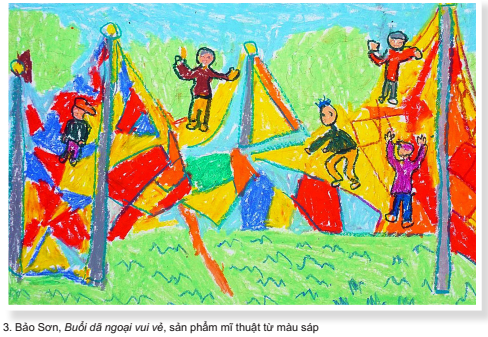 3. Bảo Sơn, Buổi dã ngoại vui vẻ, sản phẩm mĩ thuật từ màu sáp